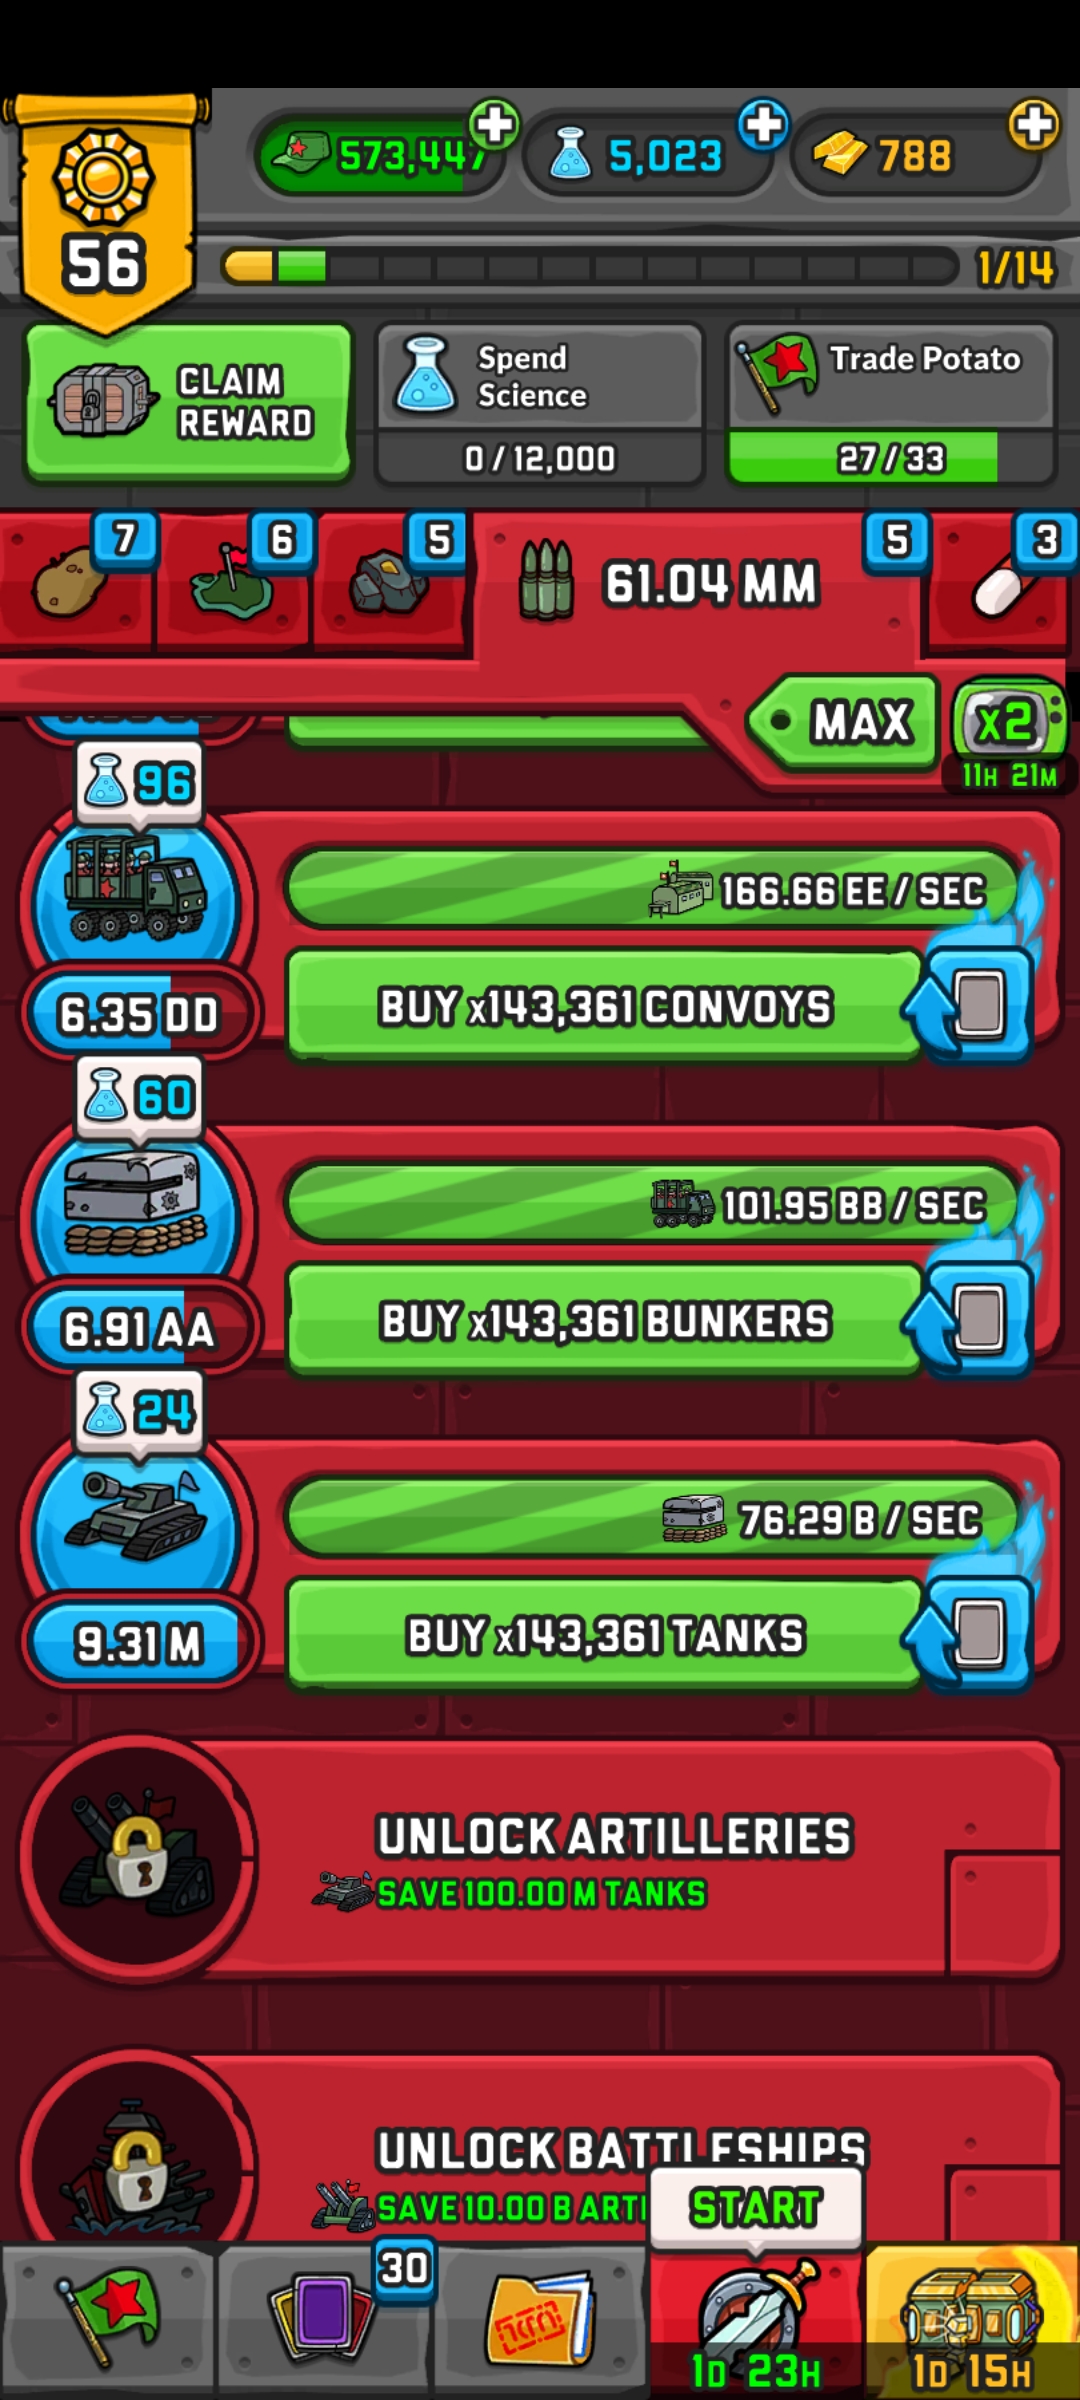 573,447
5,023
788
56
1/14
CLAIM
REWARD
Spend
Science
0 / 12,000
Trade Potato
27 / 33
7
6
5
61.04 MM
5
3
MAX
x2
11H 21M
96
166.66 EE / SEC
6.35 DD
BUY x143,361 CONVOYS
60
101.95 BB / SEC
6.91 AA
BUY x143,361 BUNKERS
24
76.29 B / SEC
9.31 M
BUY x143,361 TANKS
UNLOCK ARTILLERIES
SAVE 100.00 M TANKS
UNLOCK BATTLESHIPS
SAVE 10.00 B ARTI
START
30
1D 23H
1D 15H